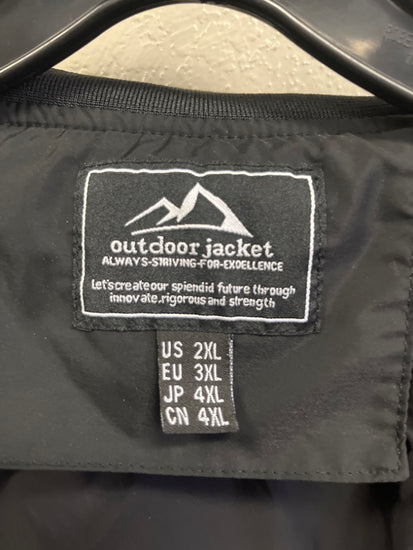 outdoor jacket
ALWAYS-STRIVING-FOR-EXCELLENCE
Let'screateour spiendid future through
innovate.rigorous and strength
US 2XL
EU 3XL
JP 4XL
CN 4XL